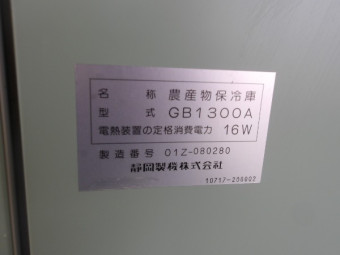 名称 農産物保冷庫
型式 GB1300A
電熱装置の定格消費電力 16W
製造番号 01Z-080280
静岡製機株式会社